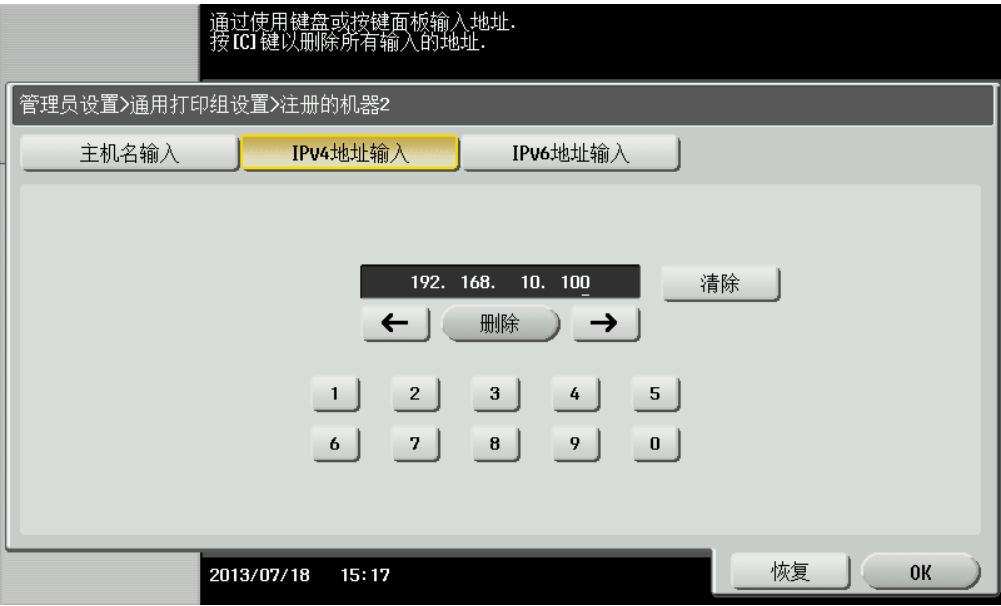 通过使用键盘或按键面板输入地址.
按[C]键以删除所有输入的地址.
管理员设置>通用打印组设置>注册的机器2
主机名输入 IPv4地址输入 IPv6地址输入
192. 168. 10. 100 清除
← 删除 →
1 2 3 4 5
6 7 8 9 0
2013/07/18 15:17 恢复 OK